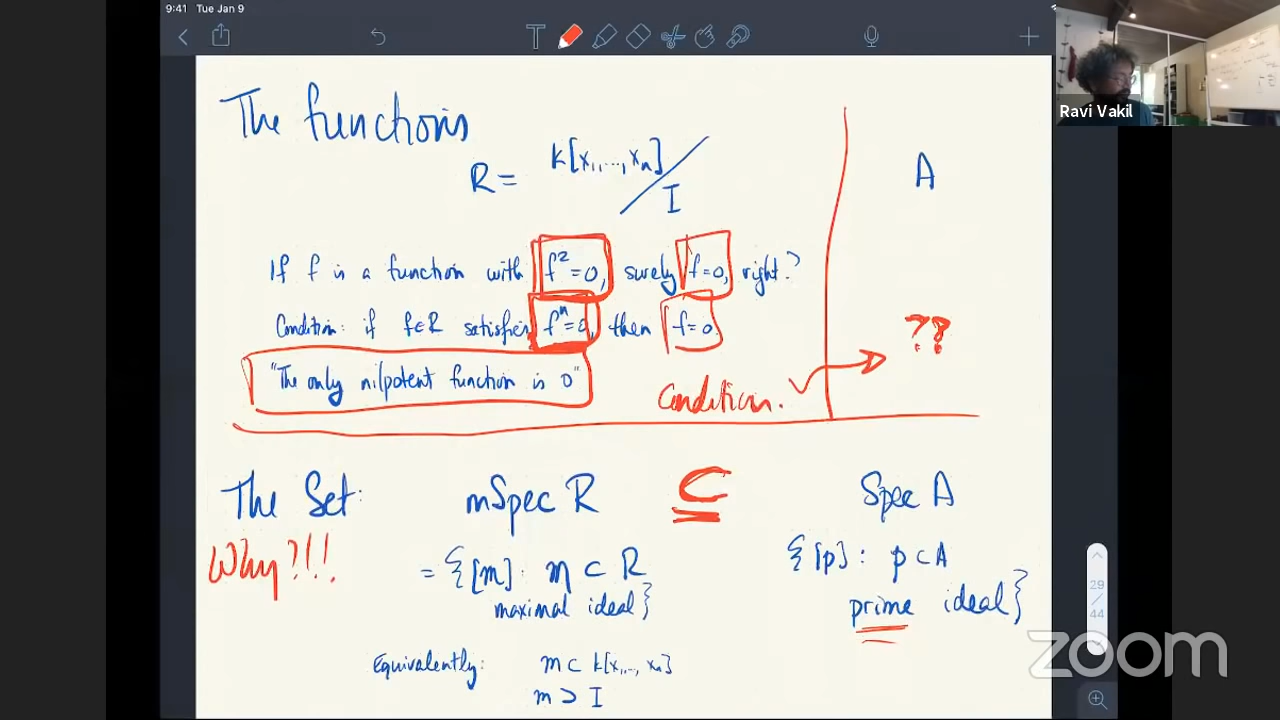 9:41 Tue Jan 9
Ravi Vakil
The functions
R = k[x₁,...,xₙ] / I
A
If f is a function with f² = 0, surely f = 0, right?
Condition: if f ∈ R satisfies fⁿ = 0, then f = 0.
??
"The only nilpotent function is 0"
Condition.
The Set: mSpec R ⊂ Spec A
Why?!!!
= {[m]: m ⊂ R
maximal ideal}
{[p]: p ⊂ A
prime ideal}
29
44
Equivalently: m ⊂ k[x₁,..., xₙ]
m ⊃ I
zoom